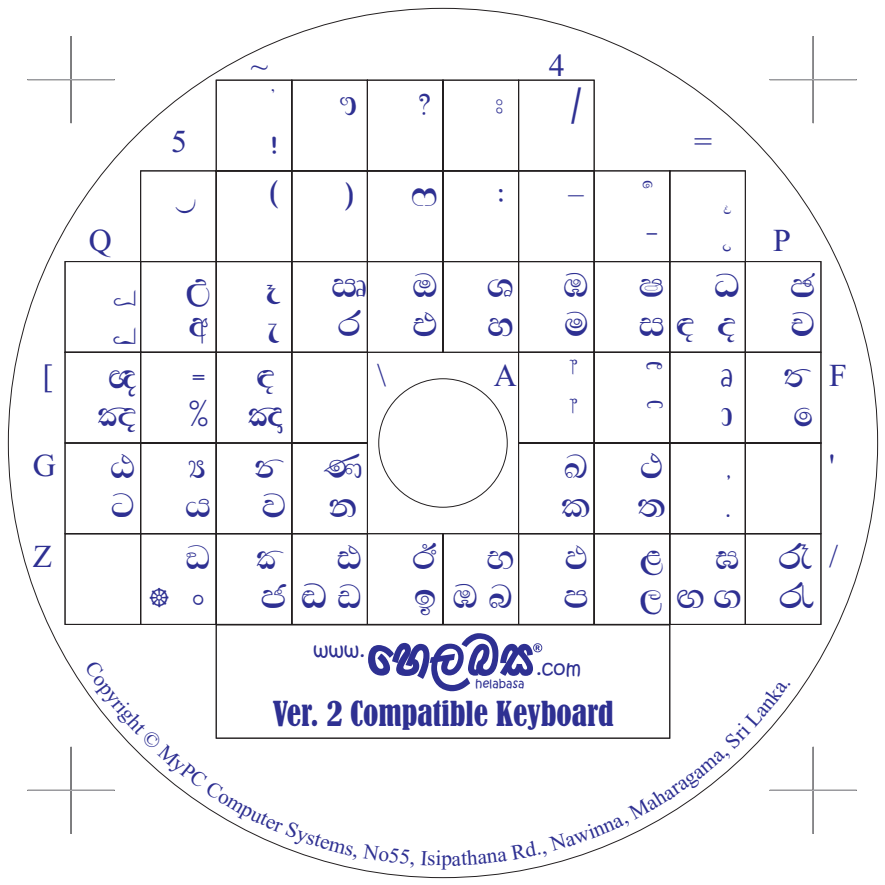 ~ 4
' ෟ ? ඃ /
5 ! =
( ) ෆ : –
Q - P
උ ෑ ඍ ඔ ශ ඹ ෂ ධ ඡ
අ ැ ර එ හ ම ස ඳ ද ච
[ ඥ = ඳ \ A ෘ F
ඤ % ඤා ා ෙ
G ඨ ණ ඛ ථ , '
ට ය ව න ක ත .
Z ඞ ඪ ඊ භ ඵ ළ ඝ රෑ /
☸ ං ජ ඬ ඩ ඉ ඹ බ ප ල ඟ ග රැ
www.හෙළබස®.com
helabasa
Ver. 2 Compatible Keyboard
Copyright © MyPC Computer Systems, No55, Isipathana Rd., Nawinna, Maharagama, Sri Lanka.